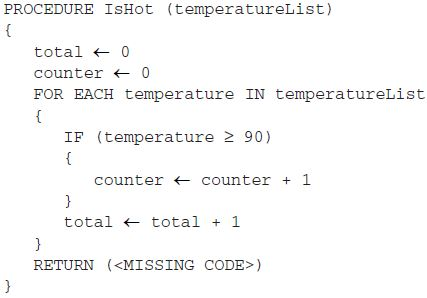 PROCEDURE IsHot (temperatureList)
{
total ← 0
counter ← 0
FOR EACH temperature IN temperatureList
{
IF (temperature ≥ 90)
{
counter ← counter + 1
}
total ← total + 1
}
RETURN (<MISSING CODE>)
}